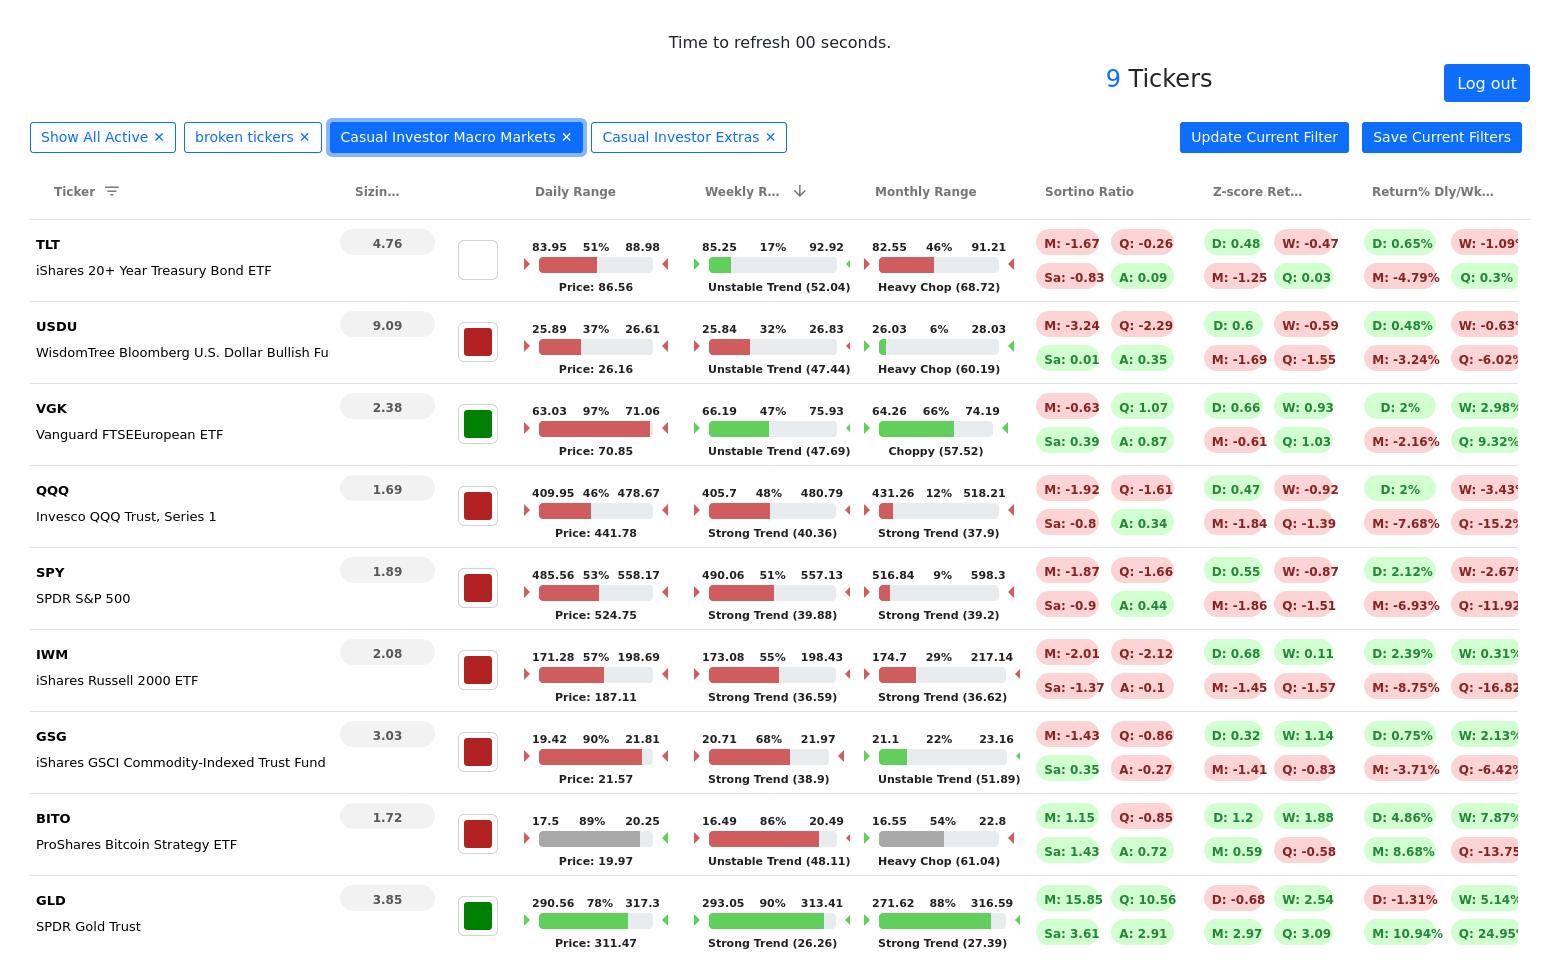 Time to refresh 00 seconds.
9 Tickers
Log out
Show All Active ✕ broken tickers ✕ Casual Investor Macro Markets ✕ Casual Investor Extras ✕ Update Current Filter Save Current Filters
Ticker Sizin… Daily Range Weekly R… Monthly Range Sortino Ratio Z-score Ret… Return% Dly/Wk…
TLT 4.76 83.95 51% 88.98 85.25 17% 92.92 82.55 46% 91.21 M: -1.67 Q: -0.26 D: 0.48 W: -0.47 D: 0.65% W: -1.09%
iShares 20+ Year Treasury Bond ETF Price: 86.56 Unstable Trend (52.04) Heavy Chop (68.72) Sa: -0.83 A: 0.09 M: -1.25 Q: 0.03 M: -4.79% Q: 0.3%
USDU 9.09 25.89 37% 26.61 25.84 32% 26.83 26.03 6% 28.03 M: -3.24 Q: -2.29 D: 0.6 W: -0.59 D: 0.48% W: -0.63%
WisdomTree Bloomberg U.S. Dollar Bullish Fu Price: 26.16 Unstable Trend (47.44) Heavy Chop (60.19) Sa: 0.01 A: 0.35 M: -1.69 Q: -1.55 M: -3.24% Q: -6.02%
VGK 2.38 63.03 97% 71.06 66.19 47% 75.93 64.26 66% 74.19 M: -0.63 Q: 1.07 D: 0.66 W: 0.93 D: 2% W: 2.98%
Vanguard FTSEEuropean ETF Price: 70.85 Unstable Trend (47.69) Choppy (57.52) Sa: 0.39 A: 0.87 M: -0.61 Q: 1.03 M: -2.16% Q: 9.32%
QQQ 1.69 409.95 46% 478.67 405.7 48% 480.79 431.26 12% 518.21 M: -1.92 Q: -1.61 D: 0.47 W: -0.92 D: 2% W: -3.43%
Invesco QQQ Trust, Series 1 Price: 441.78 Strong Trend (40.36) Strong Trend (37.9) Sa: -0.8 A: 0.34 M: -1.84 Q: -1.39 M: -7.68% Q: -15.2%
SPY 1.89 485.56 53% 558.17 490.06 51% 557.13 516.84 9% 598.3 M: -1.87 Q: -1.66 D: 0.55 W: -0.87 D: 2.12% W: -2.67%
SPDR S&P 500 Price: 524.75 Strong Trend (39.88) Strong Trend (39.2) Sa: -0.9 A: 0.44 M: -1.86 Q: -1.51 M: -6.93% Q: -11.92
IWM 2.08 171.28 57% 198.69 173.08 55% 198.43 174.7 29% 217.14 M: -2.01 Q: -2.12 D: 0.68 W: 0.11 D: 2.39% W: 0.31%
iShares Russell 2000 ETF Price: 187.11 Strong Trend (36.59) Strong Trend (36.62) Sa: -1.37 A: -0.1 M: -1.45 Q: -1.57 M: -8.75% Q: -16.82
GSG 3.03 19.42 90% 21.81 20.71 68% 21.97 21.1 22% 23.16 M: -1.43 Q: -0.86 D: 0.32 W: 1.14 D: 0.75% W: 2.13%
iShares GSCI Commodity-Indexed Trust Fund Price: 21.57 Strong Trend (38.9) Unstable Trend (51.89) Sa: 0.35 A: -0.27 M: -1.41 Q: -0.83 M: -3.71% Q: -6.42%
BITO 1.72 17.5 89% 20.25 16.49 86% 20.49 16.55 54% 22.8 M: 1.15 Q: -0.85 D: 1.2 W: 1.88 D: 4.86% W: 7.87%
ProShares Bitcoin Strategy ETF Price: 19.97 Unstable Trend (48.11) Heavy Chop (61.04) Sa: 1.43 A: 0.72 M: 0.59 Q: -0.58 M: 8.68% Q: -13.75
GLD 3.85 290.56 78% 317.3 293.05 90% 313.41 271.62 88% 316.59 M: 15.85 Q: 10.56 D: -0.68 W: 2.54 D: -1.31% W: 5.14%
SPDR Gold Trust Price: 311.47 Strong Trend (26.26) Strong Trend (27.39) Sa: 3.61 A: 2.91 M: 2.97 Q: 3.09 M: 10.94% Q: 24.95%